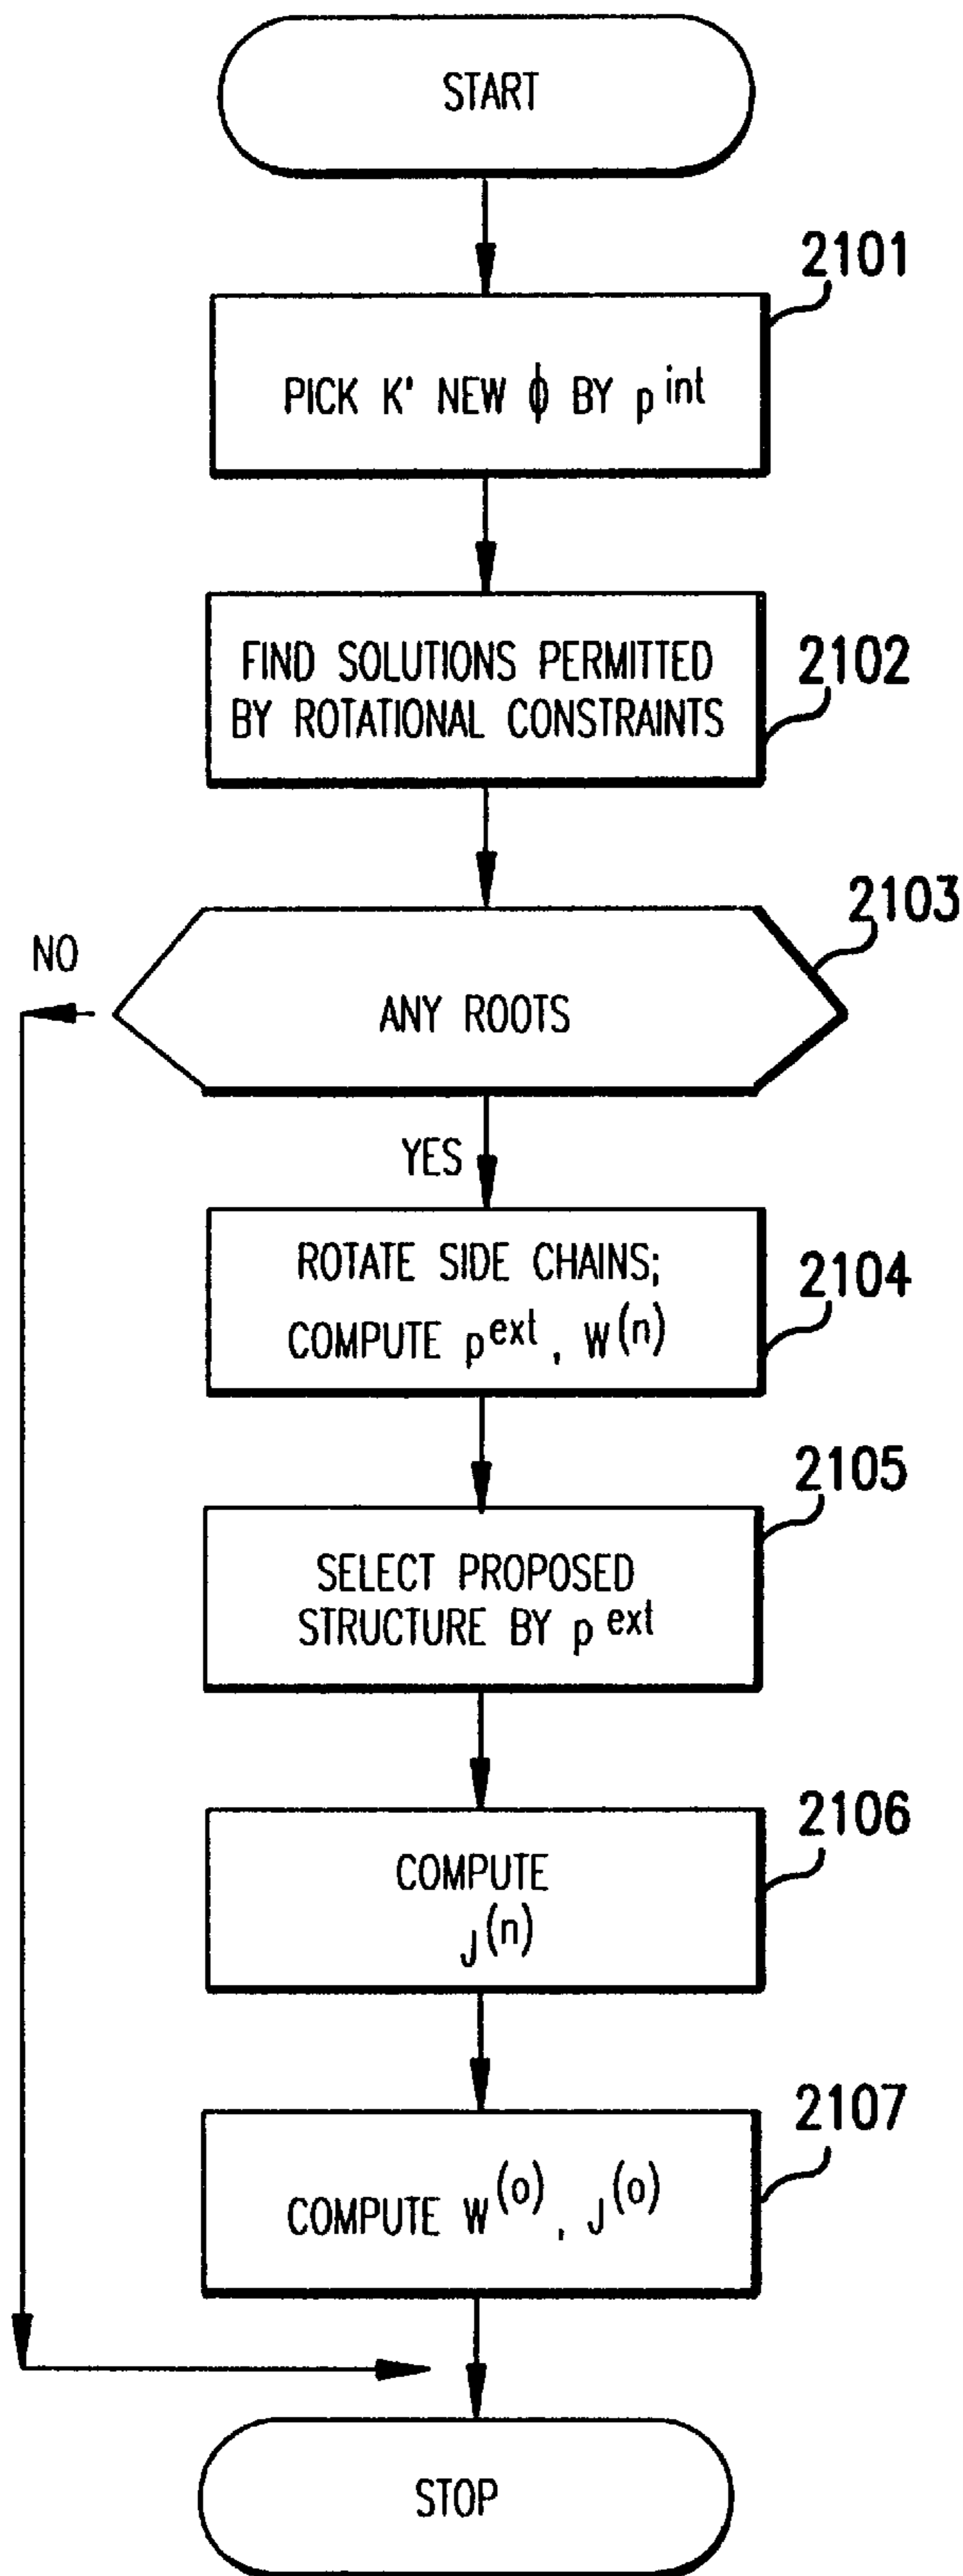 START
2101
PICK K' NEW ϕ BY p^int
FIND SOLUTIONS PERMITTED
BY ROTATIONAL CONSTRAINTS
2102
2103
NO
ANY ROOTS
YES
ROTATE SIDE CHAINS;
COMPUTE p^ext, W^(n)
2104
2105
SELECT PROPOSED
STRUCTURE BY p^ext
2106
COMPUTE
J^(n)
2107
COMPUTE W^(o), J^(o)
STOP